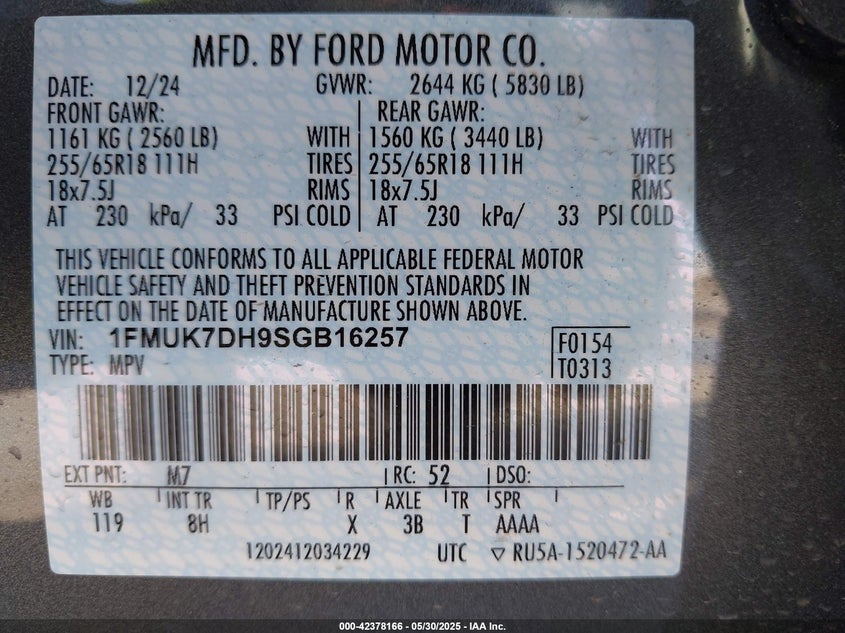 MFD. BY FORD MOTOR CO.
DATE: 12/24 GVWR: 2644 KG ( 5830 LB)
FRONT GAWR: REAR GAWR:
1161 KG ( 2560 LB) WITH 1560 KG ( 3440 LB) WITH
255/65R18 111H TIRES 255/65R18 111H TIRES
18x7.5J RIMS 18x7.5J RIMS
AT 230 kPa/ 33 PSI COLD AT 230 kPa/ 33 PSI COLD
THIS VEHICLE CONFORMS TO ALL APPLICABLE FEDERAL MOTOR
VEHICLE SAFETY AND THEFT PREVENTION STANDARDS IN
EFFECT ON THE DATE OF MANUFACTURE SHOWN ABOVE.
VIN: 1FMUK7DH9SGB16257 F0154
TYPE: MPV T0313
EXT PNT: M7 RC: 52 DSO:
WB INT TR TP/PS R AXLE TR SPR
119 8H X 3B T AAAA
1202412034229 UTC ▽ RU5A-1520472-AA
000-42378166 - 05/30/2025 - IAA Inc.